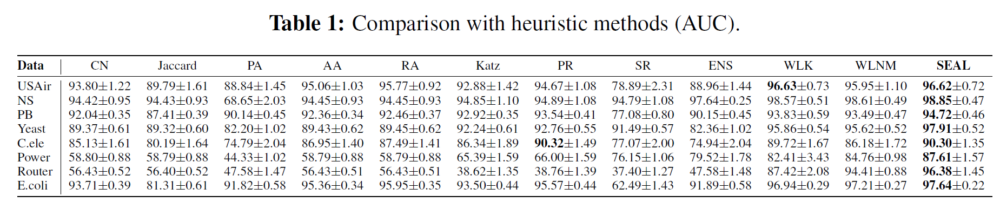 Table 1: Comparison with heuristic methods (AUC).
Data CN Jaccard PA AA RA Katz PR SR ENS WLK WLNM SEAL
USAir 93.80±1.22 89.79±1.61 88.84±1.45 95.06±1.03 95.77±0.92 92.88±1.42 94.67±1.08 78.89±2.31 88.96±1.44 96.63±0.73 95.95±1.10 96.62±0.72
NS 94.42±0.95 94.43±0.93 68.65±2.03 94.45±0.93 94.45±0.93 94.85±1.10 94.89±1.08 94.79±1.08 97.64±0.25 98.57±0.51 98.61±0.49 98.85±0.47
PB 92.04±0.35 87.41±0.39 90.14±0.45 92.36±0.34 92.46±0.37 92.92±0.35 93.54±0.41 77.08±0.80 90.15±0.45 93.83±0.59 93.49±0.47 94.72±0.46
Yeast 89.37±0.61 89.32±0.60 82.20±1.02 89.43±0.62 89.45±0.62 92.24±0.61 92.76±0.55 91.49±0.57 82.36±1.02 95.86±0.54 95.62±0.52 97.91±0.52
C.ele 85.13±1.61 80.19±1.64 74.79±2.04 86.95±1.40 87.49±1.41 86.34±1.89 90.32±1.49 77.07±2.00 74.94±2.04 89.72±1.67 86.18±1.72 90.30±1.35
Power 58.80±0.88 58.79±0.88 44.33±1.02 58.79±0.88 58.79±0.88 65.39±1.59 66.00±1.59 76.15±1.06 79.52±1.78 82.41±3.43 84.76±0.98 87.61±1.57
Router 56.43±0.52 56.40±0.52 47.58±1.47 56.43±0.51 56.43±0.51 38.62±1.35 38.76±1.39 37.40±1.27 47.58±1.48 87.42±2.08 94.41±0.88 96.38±1.45
E.coli 93.71±0.39 81.31±0.61 91.82±0.58 95.36±0.34 95.95±0.35 93.50±0.44 95.57±0.44 62.49±1.43 91.89±0.58 96.94±0.29 97.21±0.27 97.64±0.22